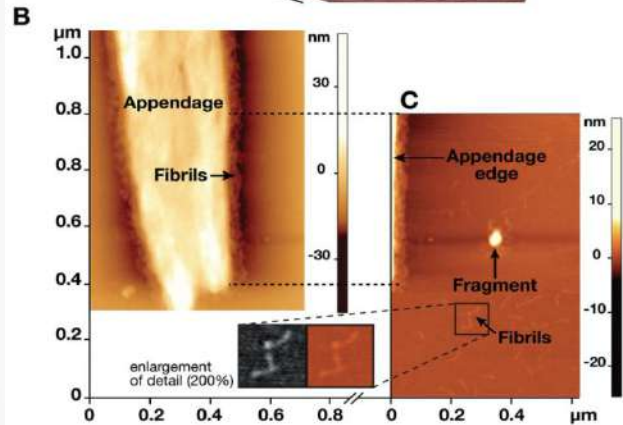 B
µm
1.0
0.8
0.8
0.6
0.4
0.2
0
Appendage
Fibrils
nm
30
0
-30
C
nm
20
10
0
-10
-20
Appendage
edge
Fragment
Fibrils
enlargement
of detail (200%)
0 0.2 0.4 0.6 0.8 0 0.2 0.4 µm